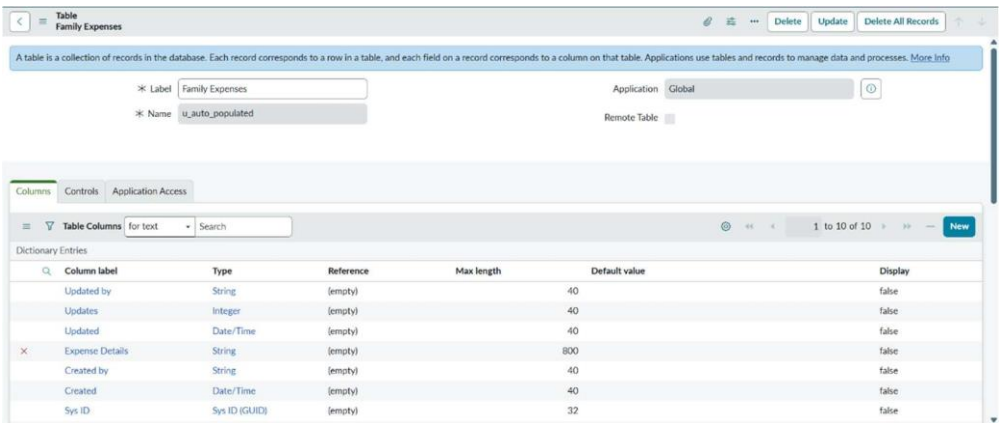 Table
Family Expenses
Delete Update Delete All Records
A table is a collection of records in the database. Each record corresponds to a row in a table, and each field on a record corresponds to a column on that table. Applications use tables and records to manage data and processes. More Info
* Label Family Expenses Application Global
* Name u_auto_populated Remote Table
Columns Controls Application Access
Table Columns for text Search 1 to 10 of 10 New
Dictionary Entries
Column label Type Reference Max length Default value Display
Updated by String (empty) 40 false
Updates Integer (empty) 40 false
Updated Date/Time (empty) 40 false
Expense Details String (empty) 800 false
Created by String (empty) 40 false
Created Date/Time (empty) 40 false
Sys ID Sys ID (GUID) (empty) 32 false